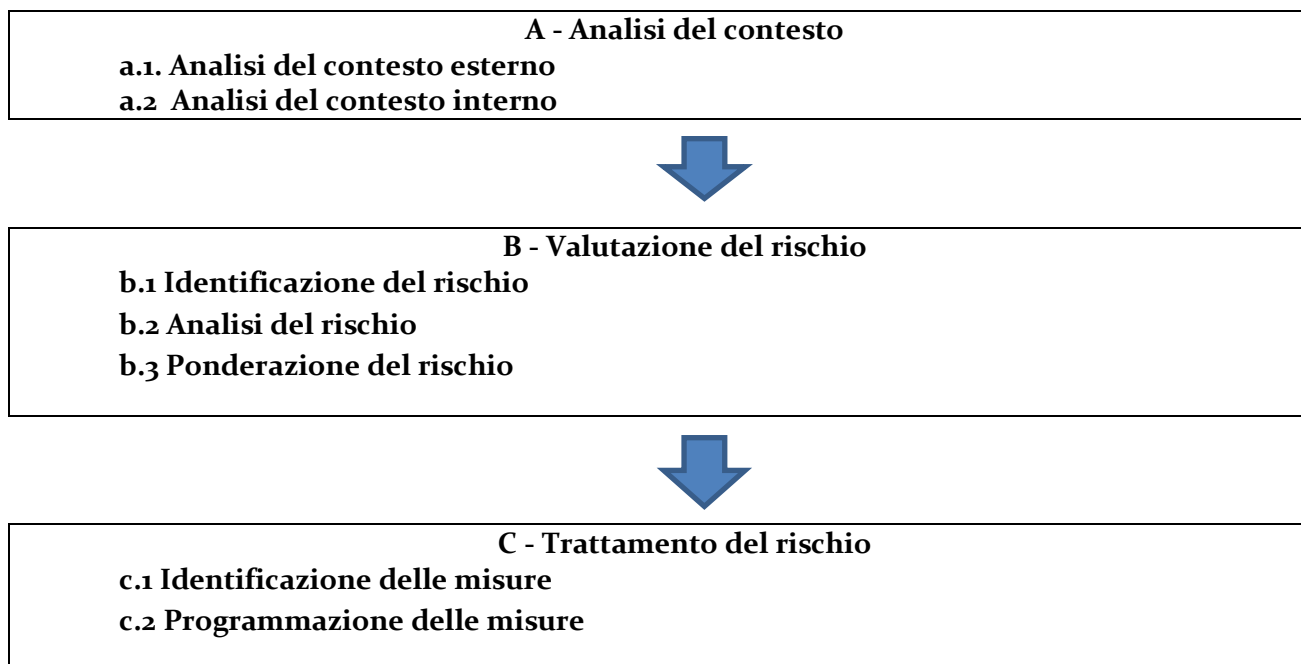 A - Analisi del contesto
a.1. Analisi del contesto esterno
a.2 Analisi del contesto interno
B - Valutazione del rischio
b.1 Identificazione del rischio
b.2 Analisi del rischio
b.3 Ponderazione del rischio
C - Trattamento del rischio
c.1 Identificazione delle misure
c.2 Programmazione delle misure